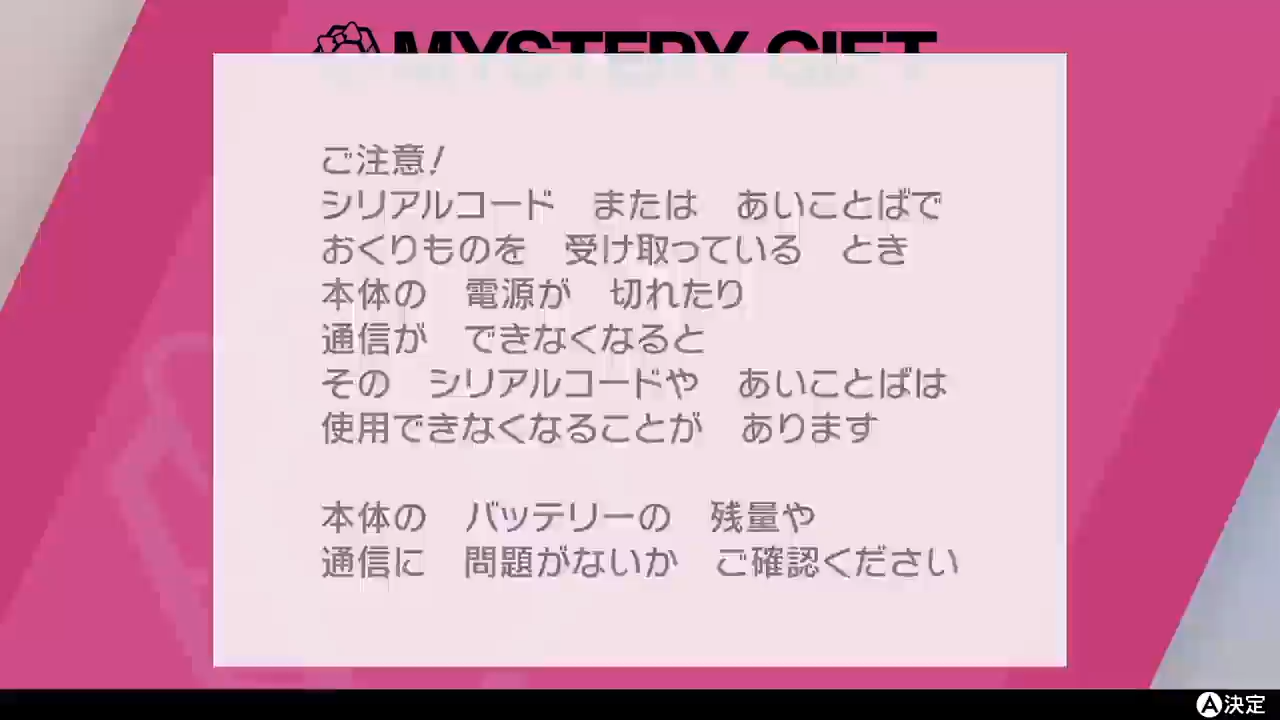 MYSTERY GIFT
ご注意!
シリアルコード　または　あいことばで
おくりものを　受け取っている　とき
本体の　電源が　切れたり
通信が　できなくなると
その　シリアルコードや　あいことばは
使用できなくなることが　あります
本体の　バッテリーの　残量や
通信に　問題がないか　ご確認ください
A決定